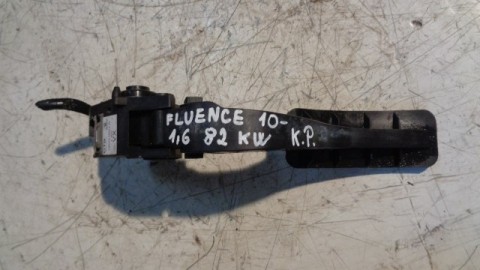 FLUENCE 10-
1,6 82 KW K.P.